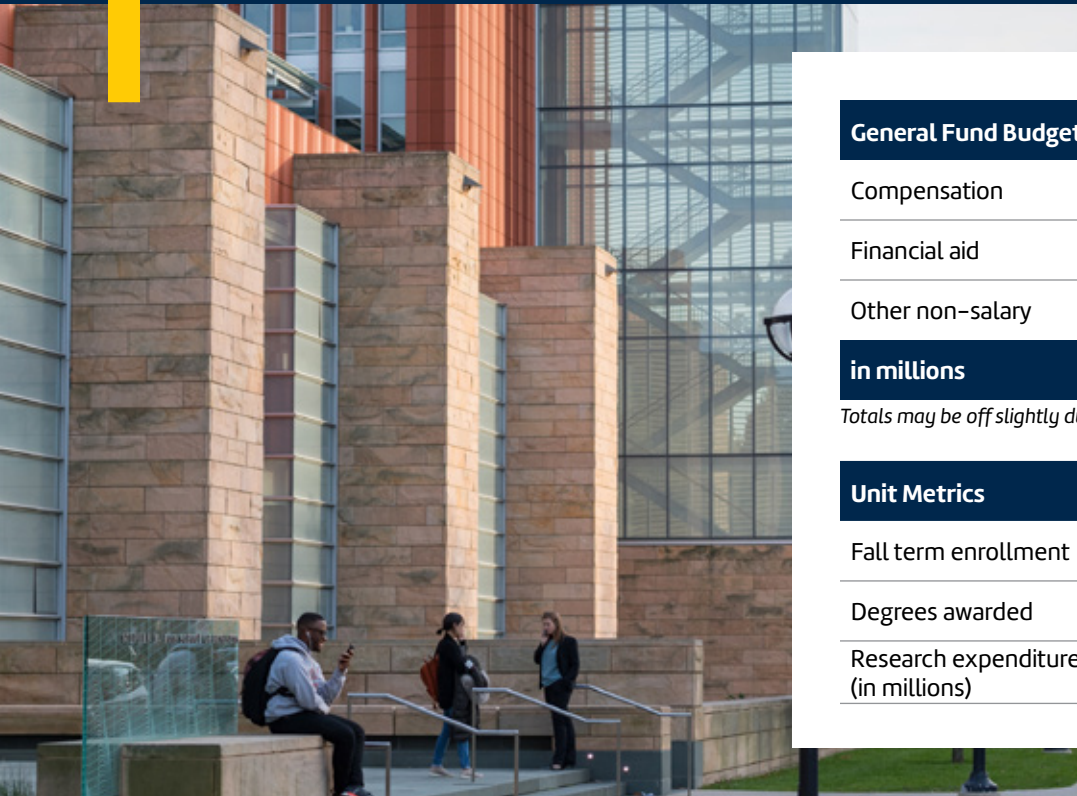 General Fund Budget
Compensation
Financial aid
Other non-salary
in millions
Totals may be off slightly
Unit Metrics
Fall term enrollment
Degrees awarded
Research expenditure
(in millions)